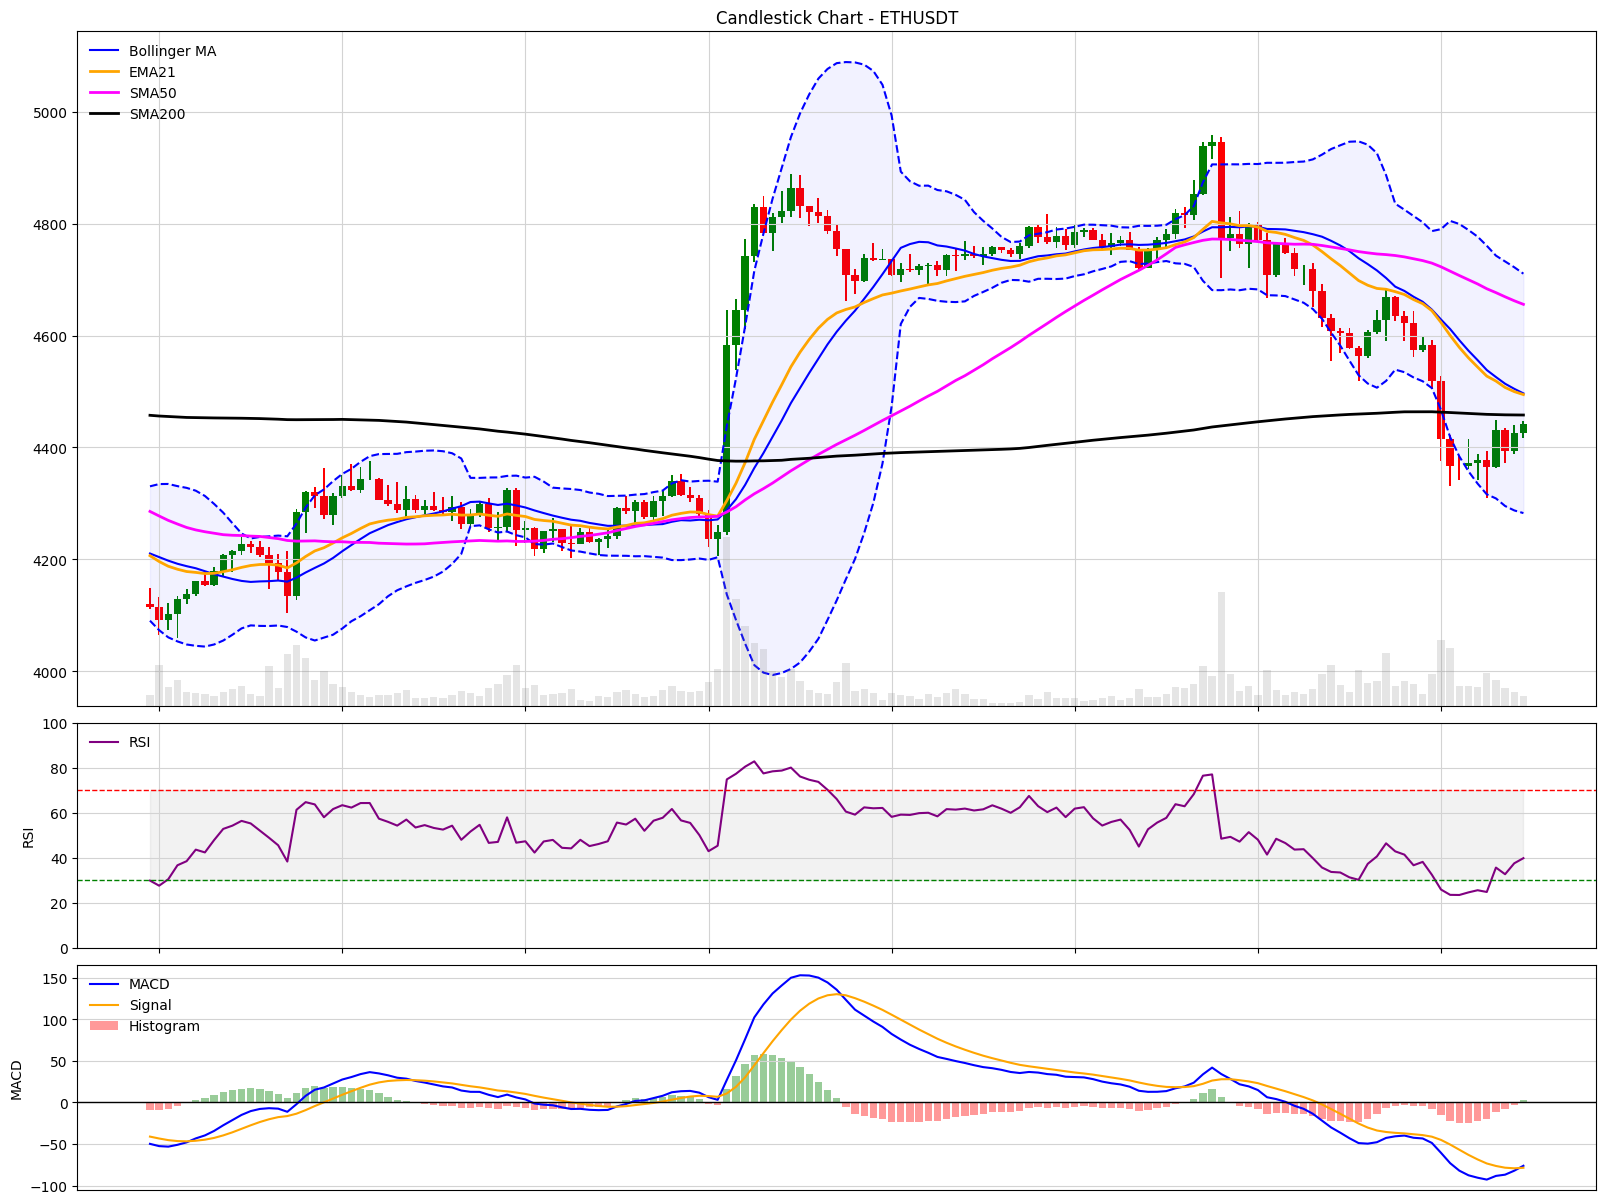 Candlestick Chart - ETHUSDT
Bollinger MA
EMA21
SMA50
SMA200
5000
4800
4600
4400
4200
4000
RSI
100
80
60
40
20
0
RSI
MACD
Signal
Histogram
150
100
50
0
−50
−100
MACD